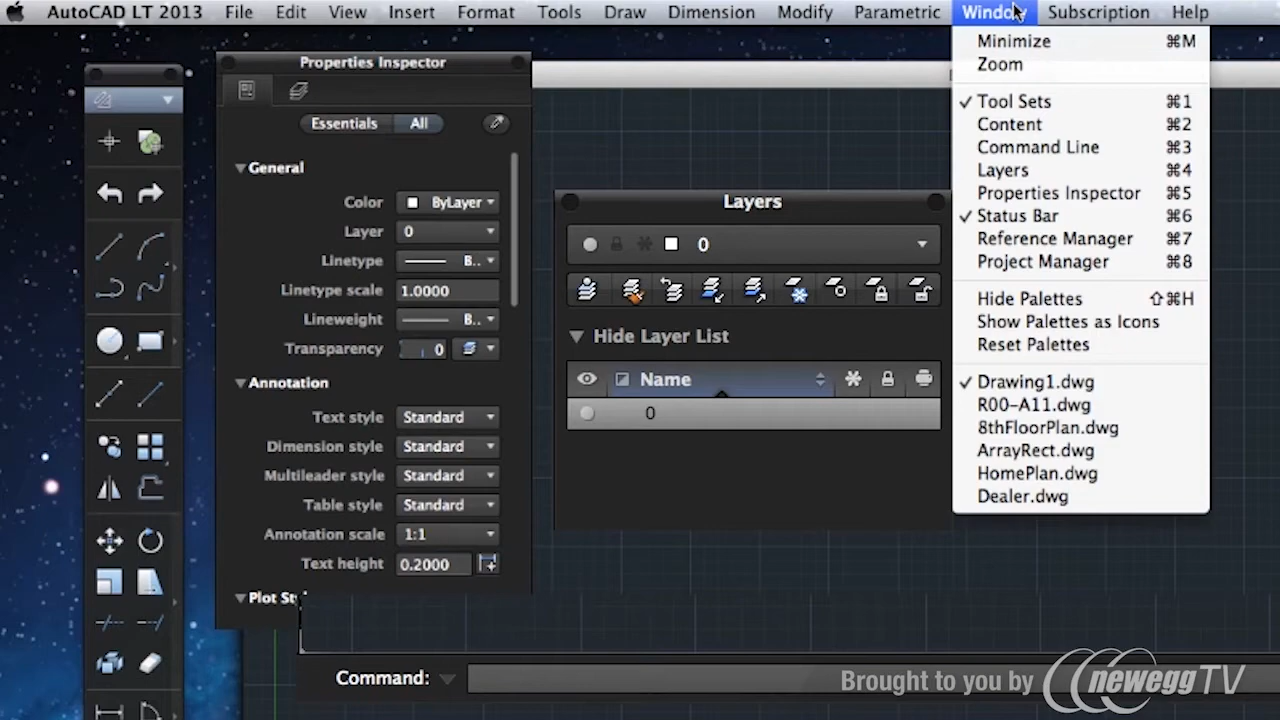 AutoCAD LT 2013 File Edit View Insert Format Tools Draw Dimension Modify Parametric Window Subscription Help
Minimize ⌘M
Zoom
Tool Sets ⌘1
Content ⌘2
Command Line ⌘3
Layers ⌘4
Properties Inspector ⌘5
Status Bar ⌘6
Reference Manager ⌘7
Project Manager ⌘8
Hide Palettes ⇧⌘H
Show Palettes as Icons
Reset Palettes
Drawing1.dwg
R00-A11.dwg
8thFloorPlan.dwg
ArrayRect.dwg
HomePlan.dwg
Dealer.dwg
Properties Inspector
Essentials All
General
Color ByLayer
Layer 0
Linetype B..
Linetype scale 1.0000
Lineweight B..
Transparency 0
Annotation
Text style Standard
Dimension style Standard
Multileader style Standard
Table style Standard
Annotation scale 1:1
Text height 0.2000
Plot Sty
Layers
0
Hide Layer List
Name
0
Command:
Brought to you by neweggTV